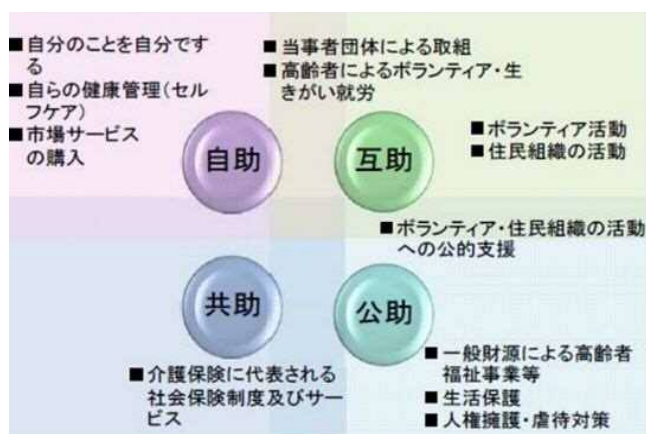 ■自分のことを自分です
る
■自らの健康管理(セル
フケア)
■市場サービス
の購入
■当事者団体による取組
■高齢者によるボランティア・生
きがい就労
■ボランティア活動
■住民組織の活動
自助
互助
■ボランティア・住民組織の活動
への公的支援
共助
公助
■介護保険に代表される
社会保険制度及びサー
ビス
■一般財源による高齢者
福祉事業等
■生活保護
■人権擁護・虐待対策